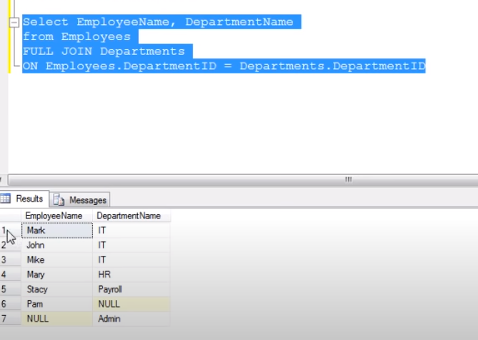 Select EmployeeName, DepartmentName
from Employees
FULL JOIN Departments
ON Employees.DepartmentID = Departments.DepartmentID
Results Messages
EmployeeName DepartmentName
1 Mark IT
2 John IT
3 Mike IT
4 Mary HR
5 Stacy Payroll
6 Pam NULL
7 NULL Admin